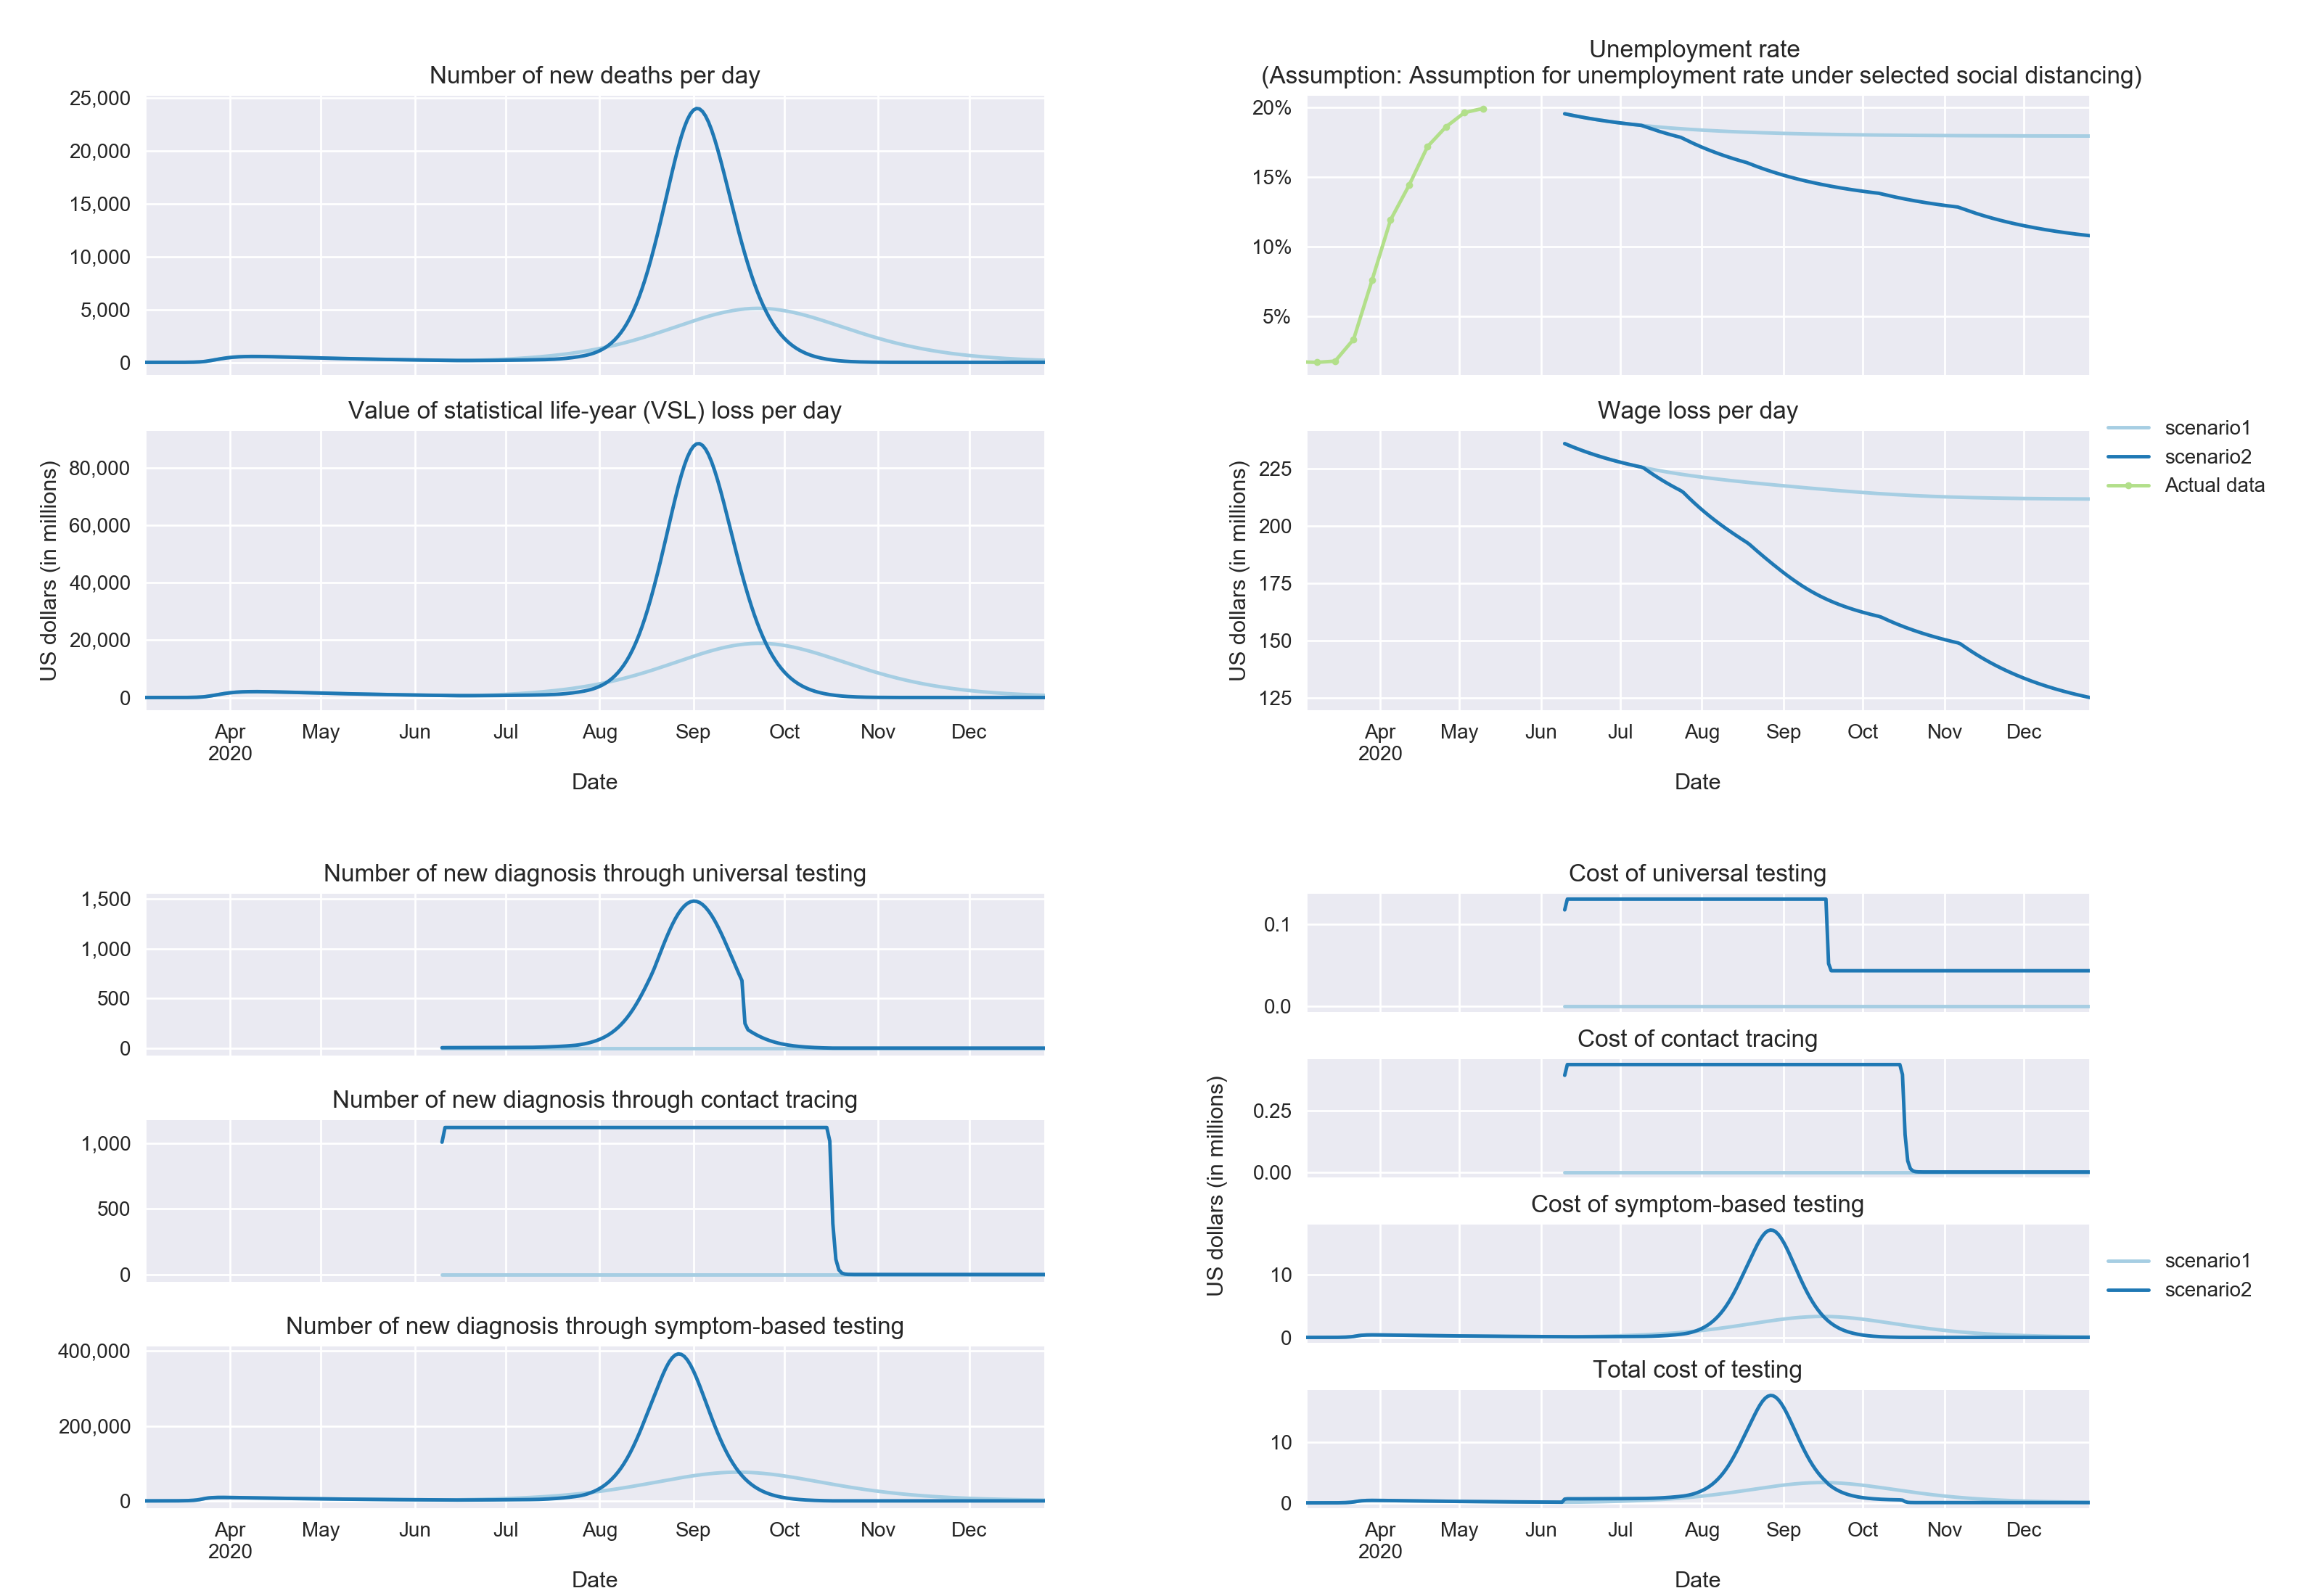 Number of new deaths per day
25,000
20,000
15,000
10,000
5,000
0
Value of statistical life-year (VSL) loss per day
US dollars (in millions)
80,000
60,000
40,000
20,000
0
Apr May Jun Jul Aug Sep Oct Nov Dec
2020
Date
Unemployment rate
(Assumption: Assumption for unemployment rate under selected social distancing)
20%
15%
10%
5%
Wage loss per day
US dollars (in millions)
225
200
175
150
125
Apr May Jun Jul Aug Sep Oct Nov Dec
2020
Date
scenario1
scenario2
Actual data
Number of new diagnosis through universal testing
1,500
1,000
500
0
Number of new diagnosis through contact tracing
1,000
500
0
Number of new diagnosis through symptom-based testing
400,000
200,000
0
Apr May Jun Jul Aug Sep Oct Nov Dec
2020
Date
Cost of universal testing
0.1
0.0
Cost of contact tracing
US dollars (in millions)
0.25
0.00
Cost of symptom-based testing
10
0
Total cost of testing
10
0
Apr May Jun Jul Aug Sep Oct Nov Dec
2020
Date
scenario1
scenario2